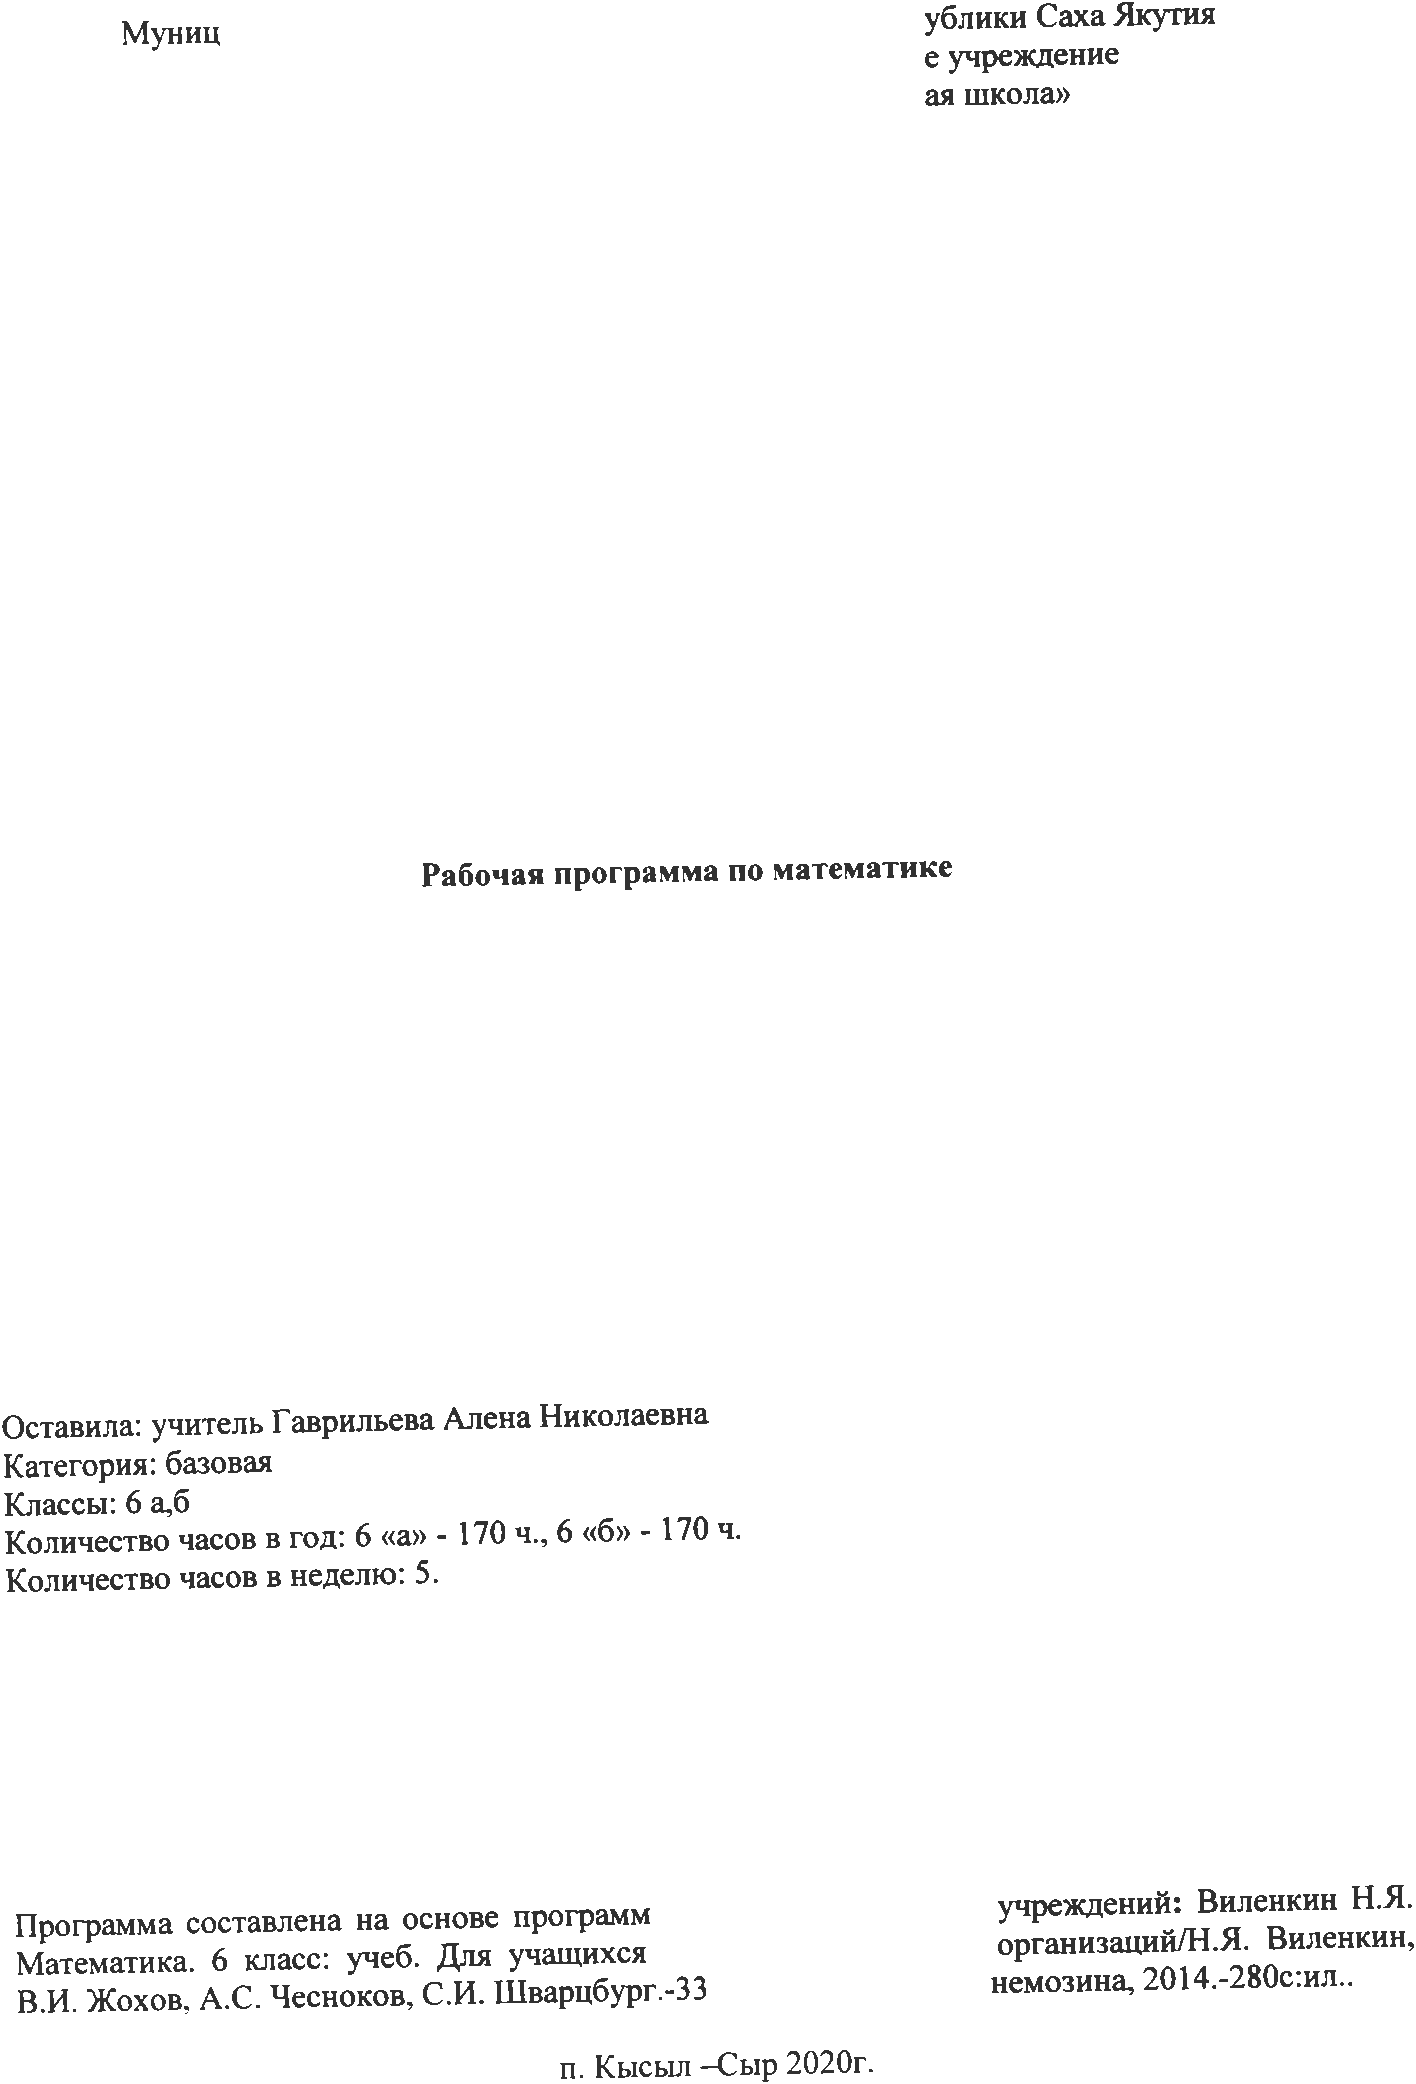 Муниц
ублики Саха Якутия
е учреждение
ая школа»
Рабочая программа по математике
Оставила: учитель Гаврильева Алена Николаевна
Категория: базовая
Классы: 6 а,б
Количество часов в год: 6 «а» - 170 ч., 6 «б» - 170 ч.
Количество часов в неделю: 5.
Программа составлена на основе программ учреждений: Виленкин Н.Я.
Математика. 6 класс: учеб. Для учащихся организаций/Н.Я. Виленкин,
В.И. Жохов, А.С. Чесноков, С.И. Шварцбург.-33 немозина, 2014.-280с:ил..
п. Кысыл –Сыр 2020г.